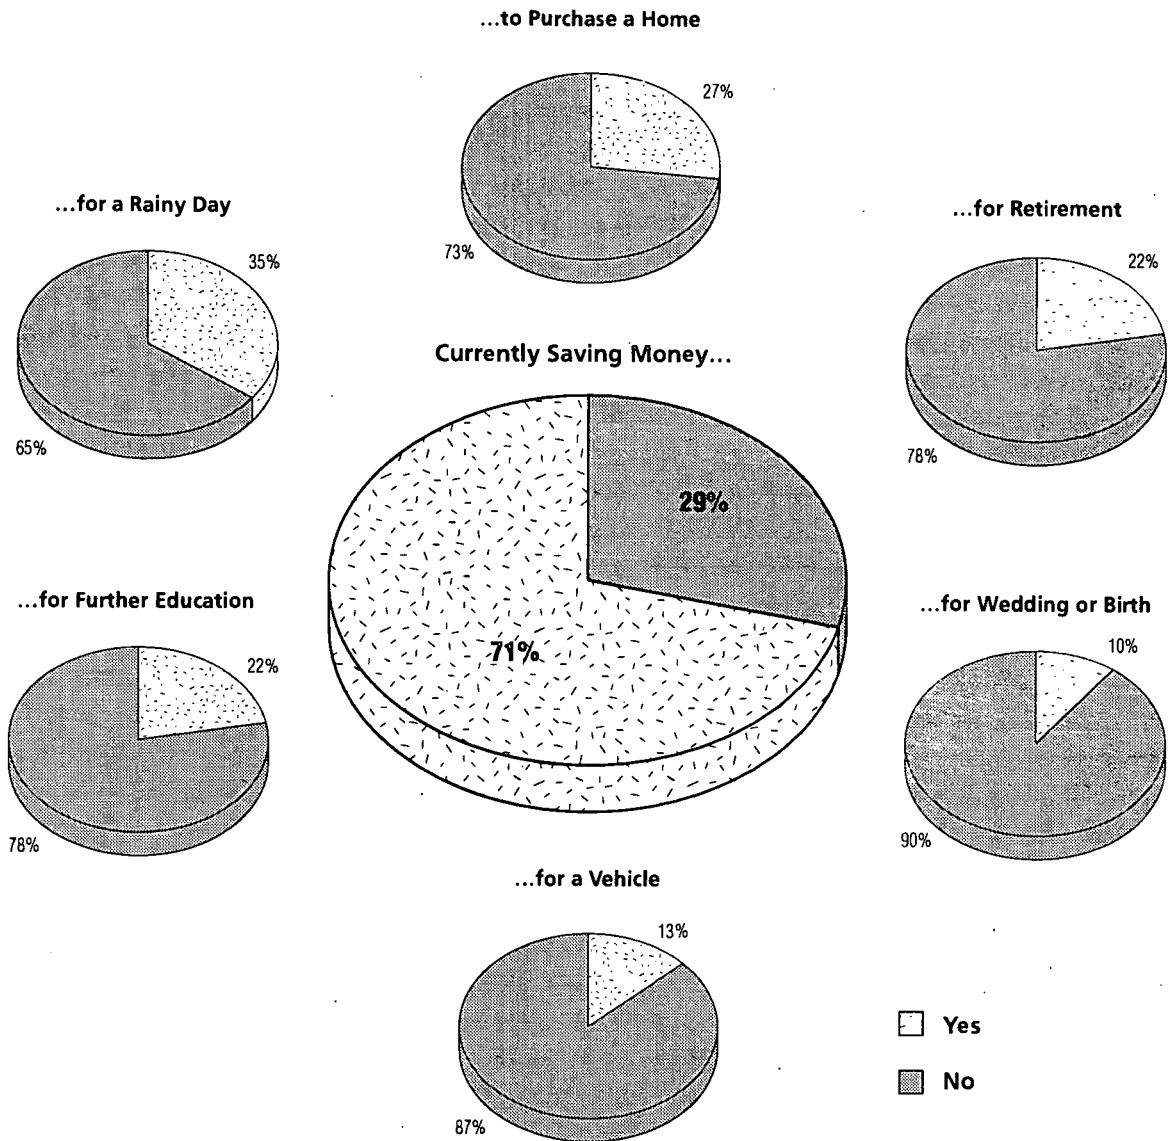 ...to Purchase a Home
27%
73%
...for a Rainy Day
35%
65%
...for Retirement
22%
78%
Currently Saving Money...
29%
71%
...for Further Education
22%
78%
...for Wedding or Birth
10%
90%
...for a Vehicle
13%
87%
Yes
No